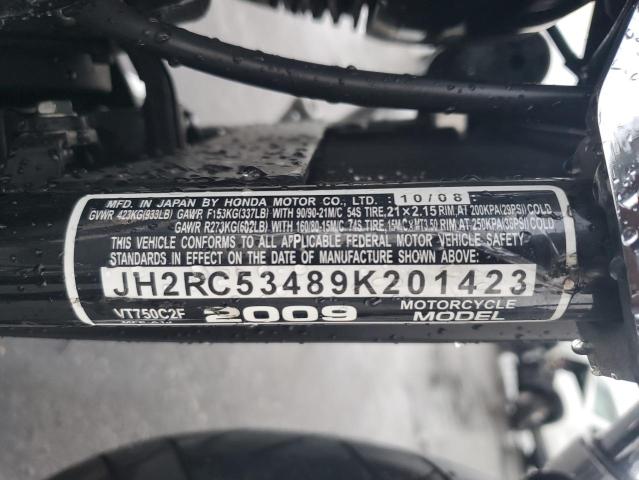 MFD. IN JAPAN BY HONDA MOTOR CO., LTD. 10/08
GVWR 423KG(933LB) GAWR F153KG(337LB) WITH 90/90-21M/C 54S TIRE, 21×2.15 RIM, AT 200KPA(29PSI) COLD
GAWR R273KG(602LB) WITH 160/80-15M/C 74S TIRE, 15M/C×MT3.50 RIM, AT 250KPA(36PSI) COLD
THIS VEHICLE CONFORMS TO ALL APPLICABLE FEDERAL MOTOR VEHICLE SAFETY
STANDARDS IN EFFECT ON THE DATE OF MANUFACTURE SHOWN ABOVE:
JH2RC53489K201423
VT750C2F 2009 MOTORCYCLE
MODEL